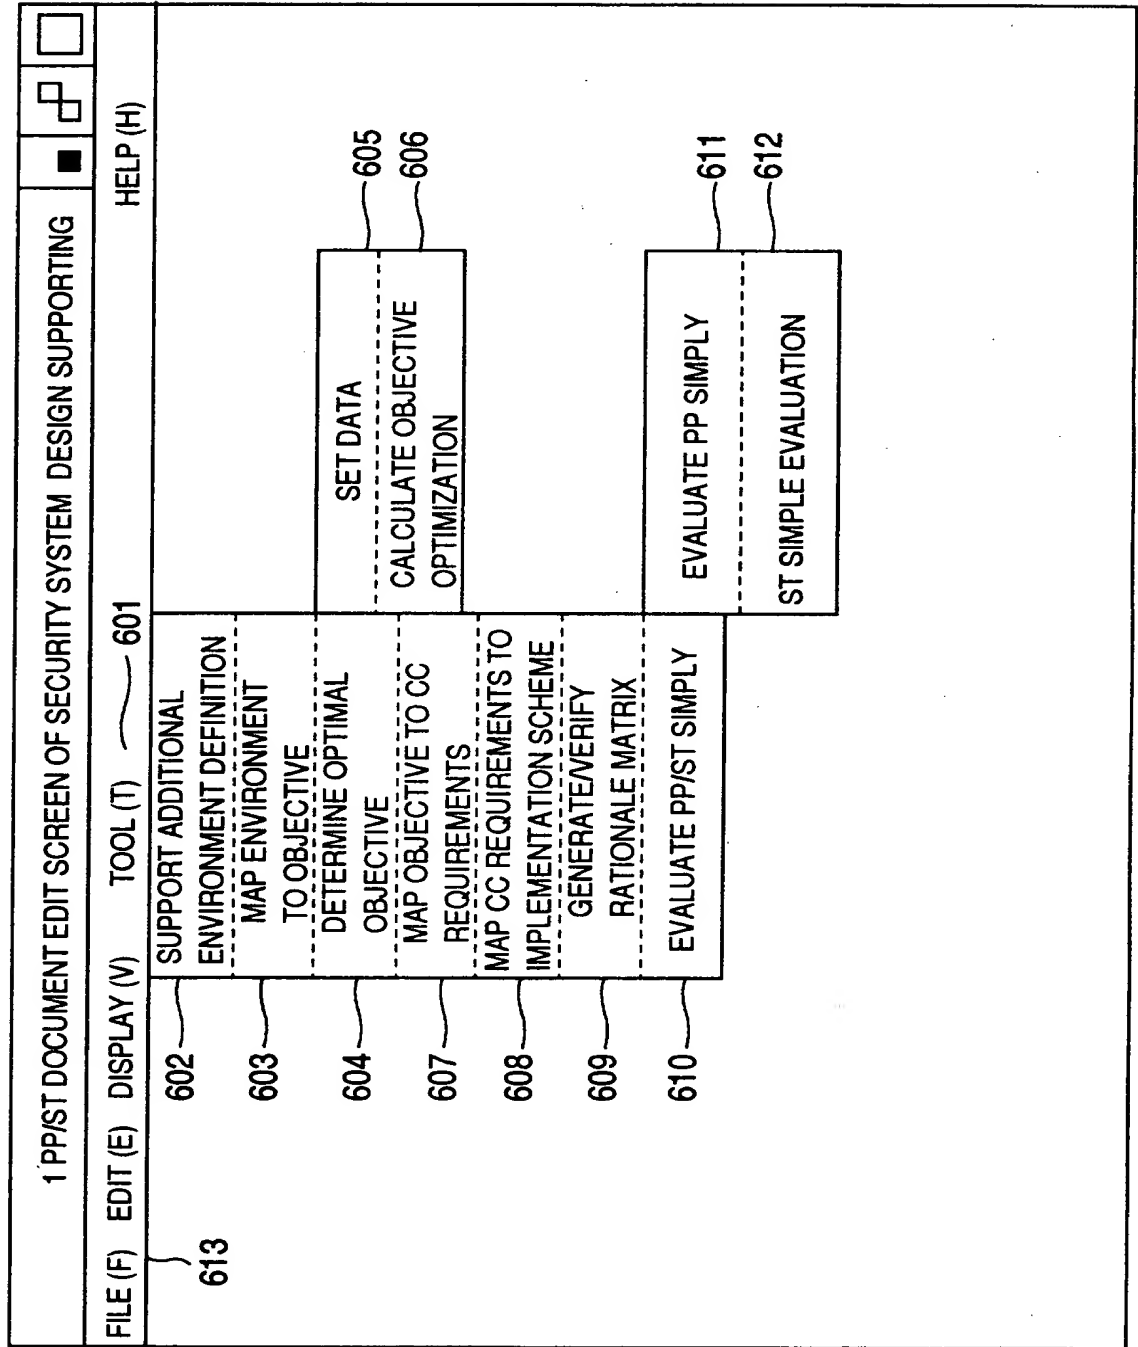 1 PP/ST DOCUMENT EDIT SCREEN OF SECURITY SYSTEM DESIGN SUPPORTING
FILE (F) EDIT (E) DISPLAY (V) TOOL (T) 601 HELP (H)
613
602
SUPPORT ADDITIONAL
ENVIRONMENT DEFINITION
603
MAP ENVIRONMENT
TO OBJECTIVE
604
DETERMINE OPTIMAL
OBJECTIVE
SET DATA
605
CALCULATE OBJECTIVE
OPTIMIZATION
606
607
MAP OBJECTIVE TO CC
REQUIREMENTS
608
MAP CC REQUIREMENTS TO
IMPLEMENTATION SCHEME
609
GENERATE/VERIFY
RATIONALE MATRIX
610
EVALUATE PP/ST SIMPLY
EVALUATE PP SIMPLY
611
ST SIMPLE EVALUATION
612